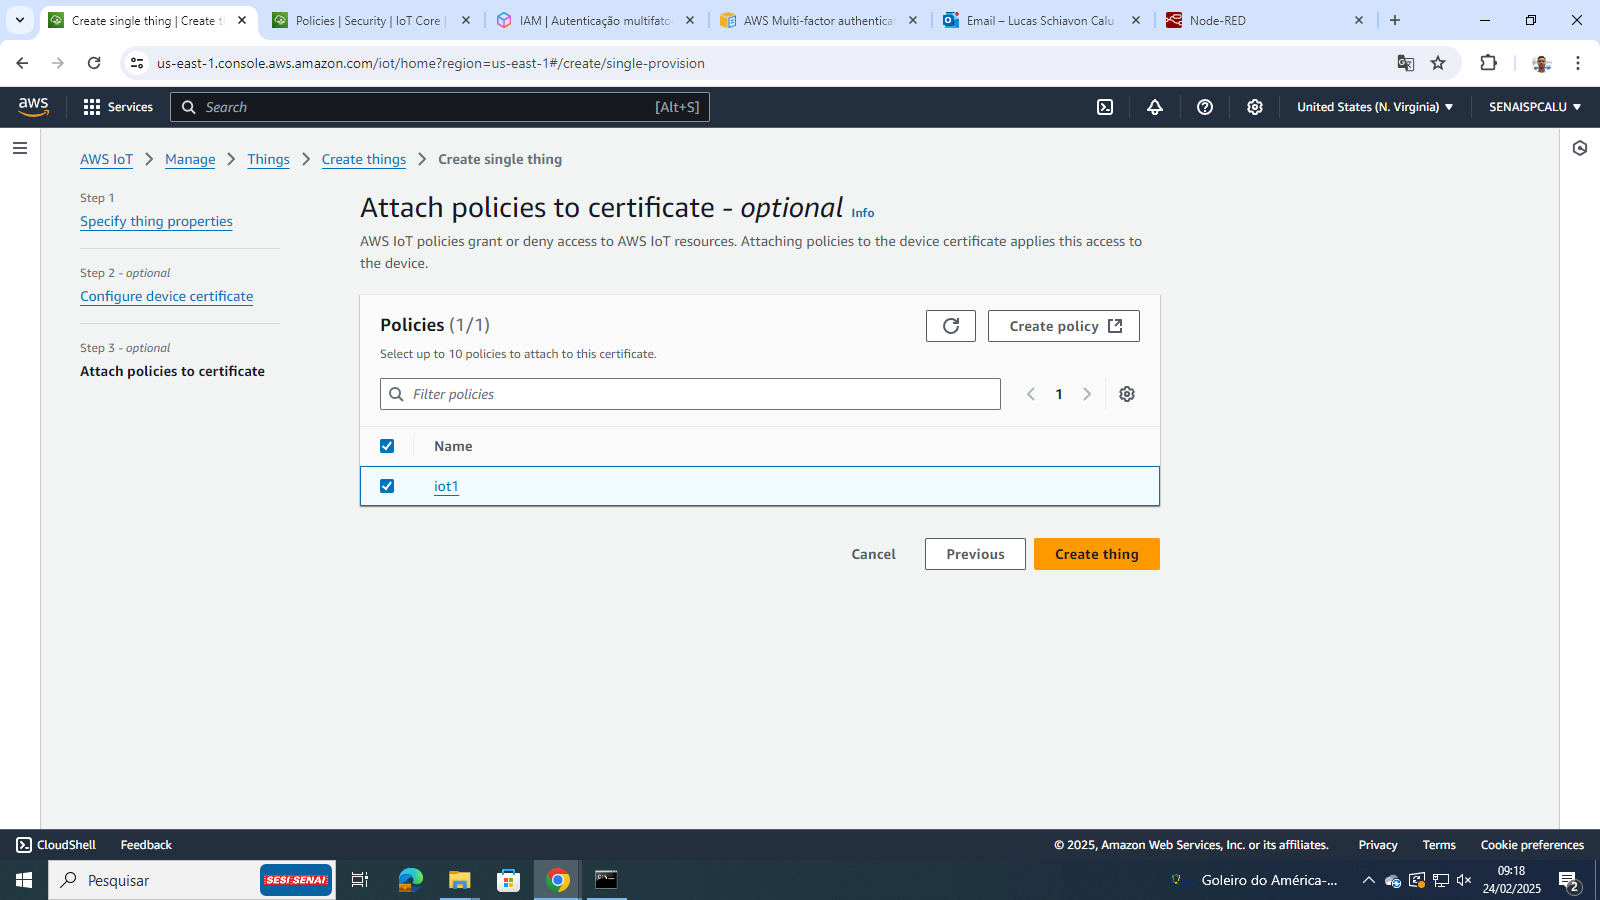 Create single thing | Create t
Policies | Security | IoT Core |
IAM | Autenticação multifato
AWS Multi-factor authentica
Email – Lucas Schiavon Calu
Node-RED
us-east-1.console.aws.amazon.com/iot/home?region=us-east-1#/create/single-provision
aws
Services
Search
[Alt+S]
United States (N. Virginia)
SENAISPCALU
AWS IoT
Manage
Things
Create things
Create single thing
Step 1
Specify thing properties
Step 2 - optional
Configure device certificate
Step 3 - optional
Attach policies to certificate
Attach policies to certificate - optional Info
AWS IoT policies grant or deny access to AWS IoT resources. Attaching policies to the device certificate applies this access to
the device.
Policies (1/1)
Create policy
Select up to 10 policies to attach to this certificate.
Filter policies
1
Name
iot1
Cancel
Previous
Create thing
CloudShell
Feedback
© 2025, Amazon Web Services, Inc. or its affiliates.
Privacy
Terms
Cookie preferences
Pesquisar
SESI SENAI
Goleiro do América-...
09:18
24/02/2025
2